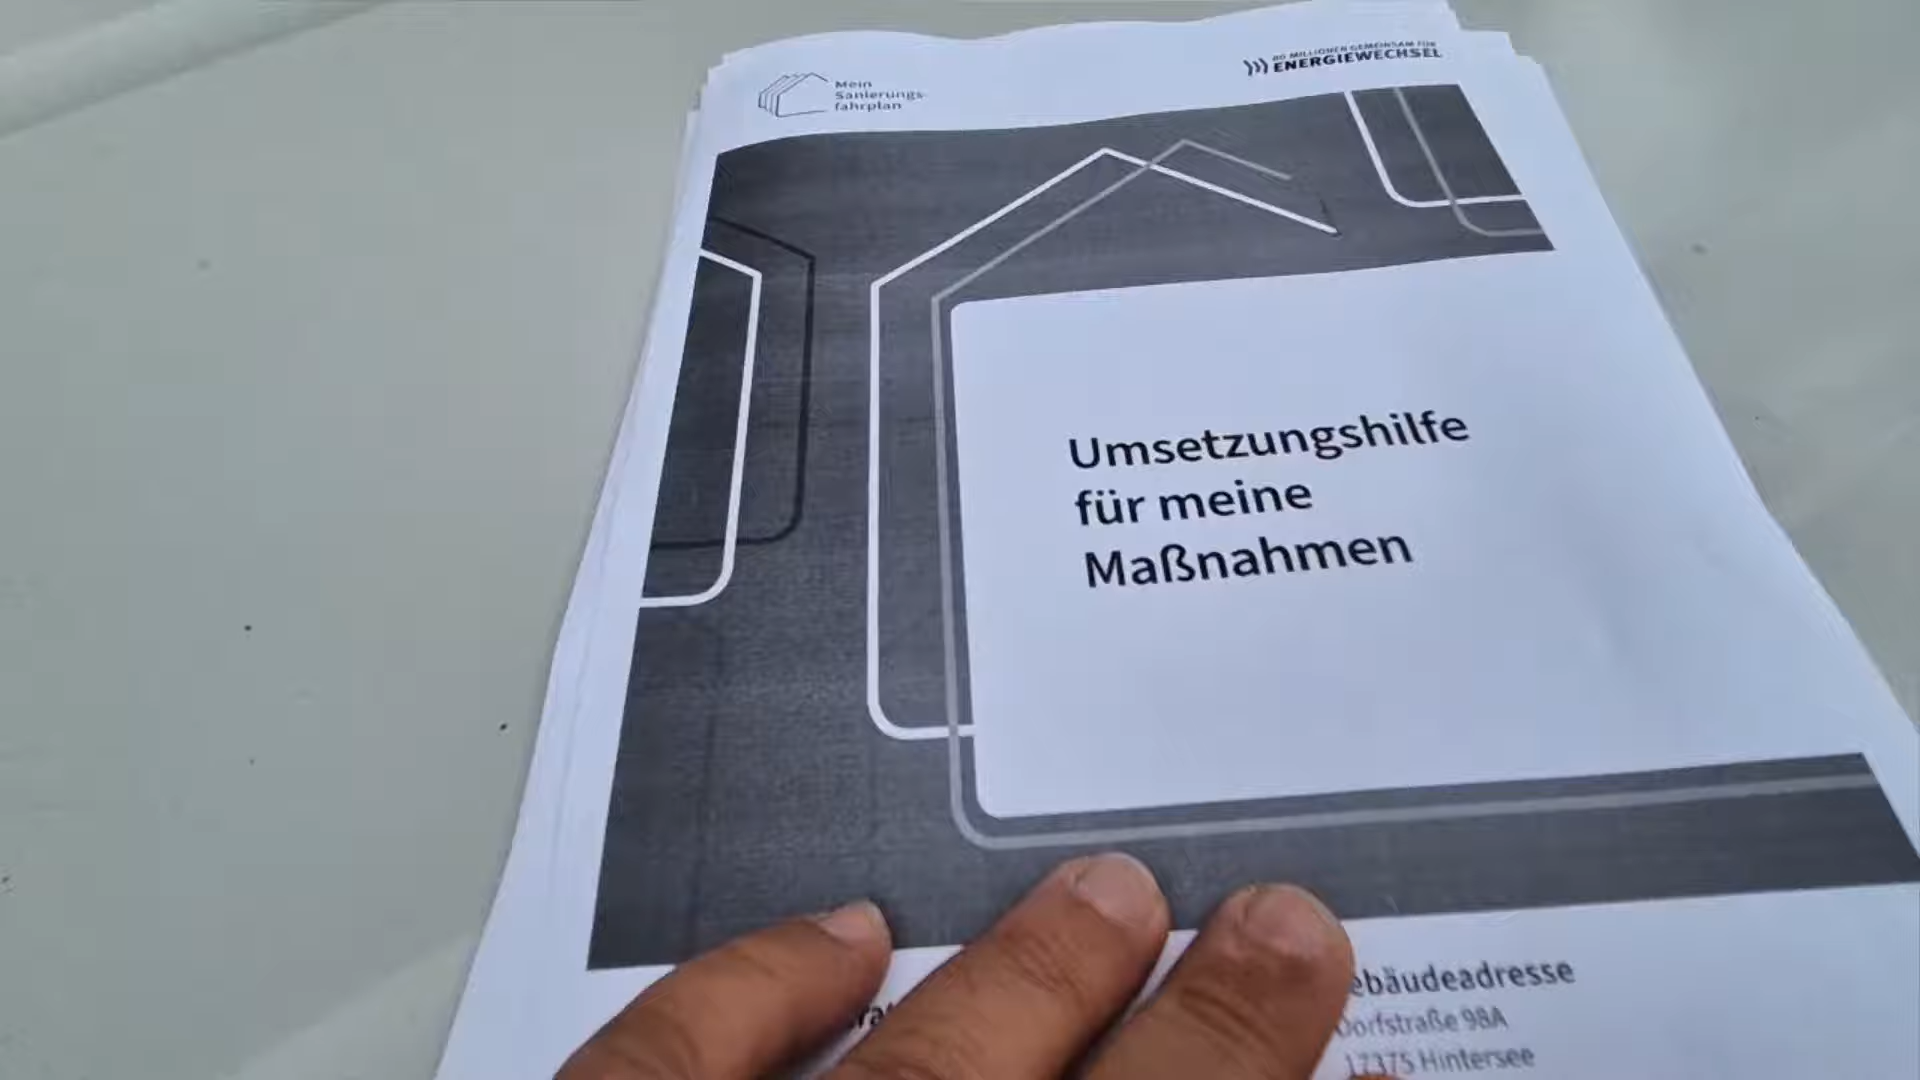 Mein
Sanierungs-
fahrplan
80 MILLIONEN GEMEINSAM FÜR
ENERGIEWECHSEL
Umsetzungshilfe
für meine
Maßnahmen
ebäudeadresse
Dorfstraße 98A
17375 Hintersee